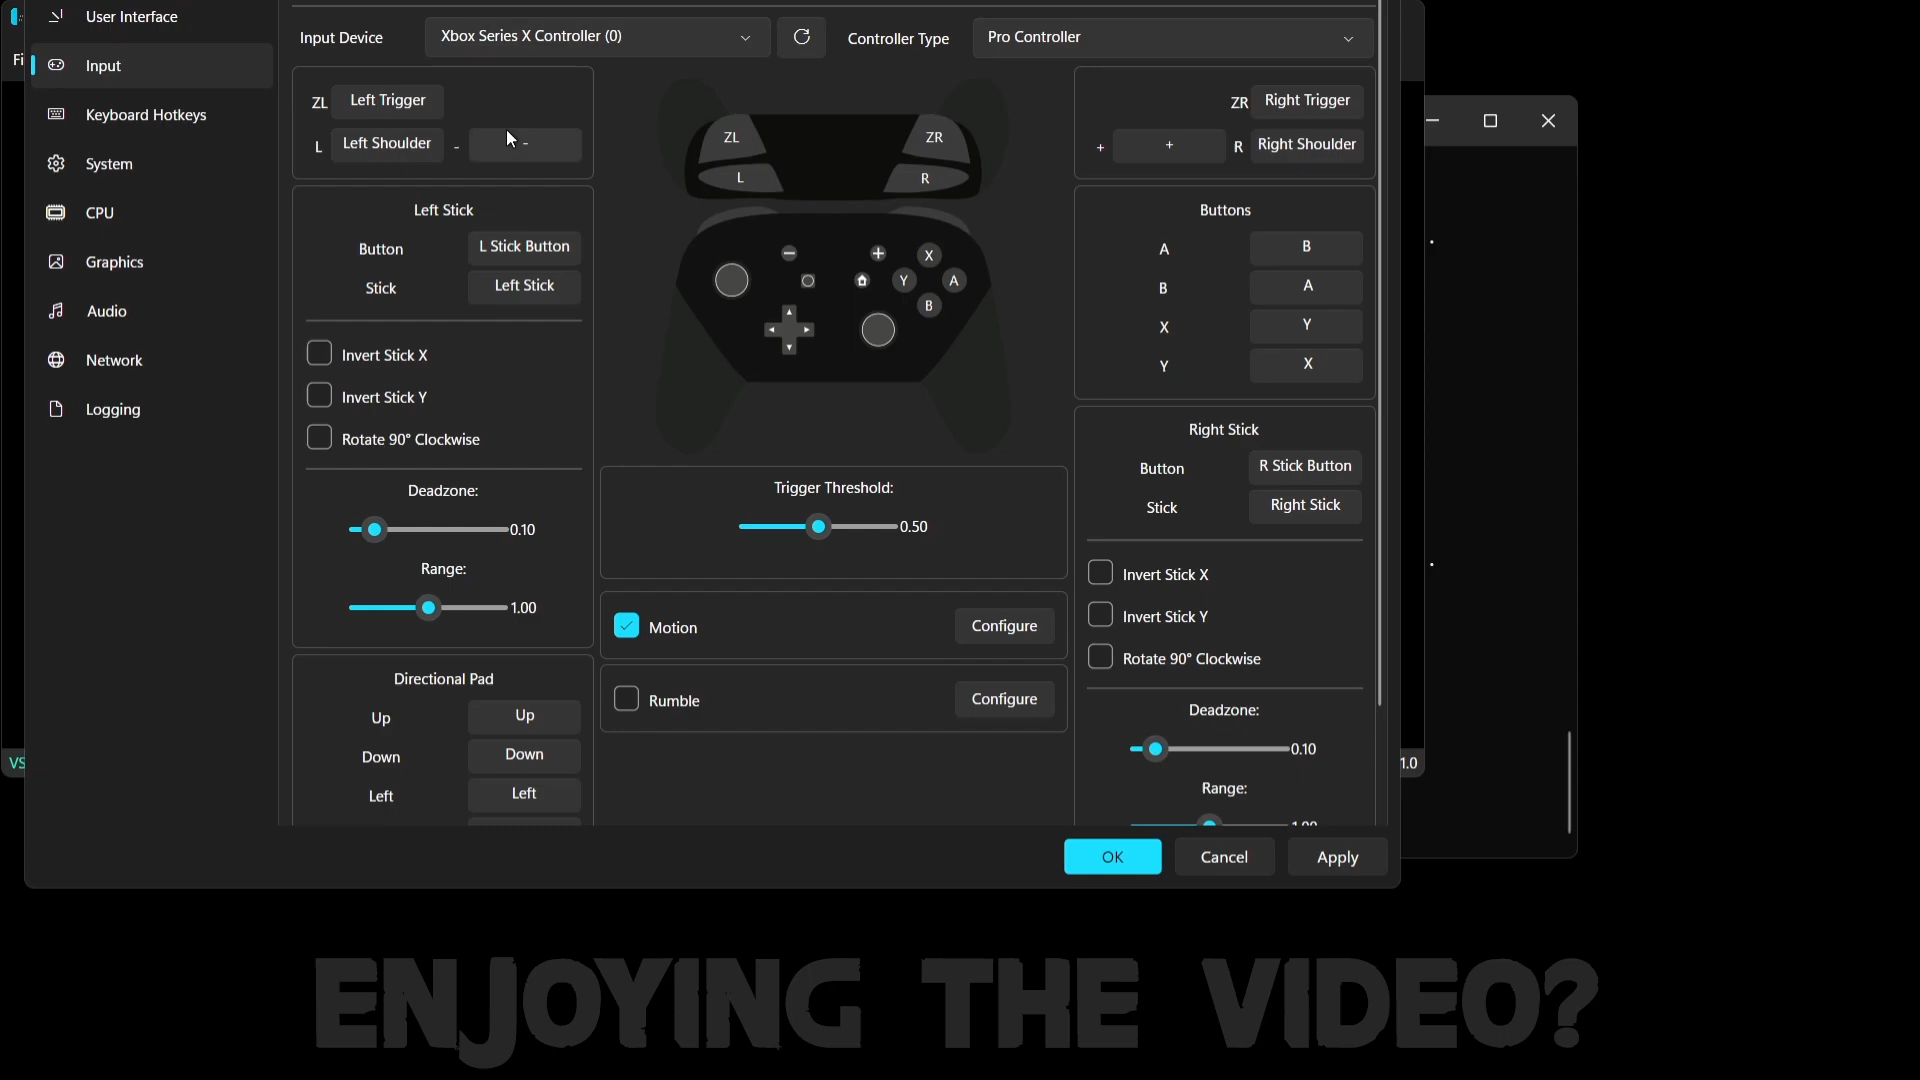 User Interface
Fi
Input
Keyboard Hotkeys
System
CPU
Graphics
Audio
Network
Logging
VS
Input Device
Xbox Series X Controller (0)
Controller Type
Pro Controller
ZL
Left Trigger
L
Left Shoulder
-
-
Left Stick
Button
L Stick Button
Stick
Left Stick
Invert Stick X
Invert Stick Y
Rotate 90° Clockwise
Deadzone:
0.10
Range:
1.00
Directional Pad
Up
Up
Down
Down
Left
Left
ZL
ZR
L
R
X
Y
A
B
Trigger Threshold:
0.50
Motion
Configure
Rumble
Configure
ZR
Right Trigger
+
+
R
Right Shoulder
Buttons
A
B
B
A
X
Y
Y
X
Right Stick
Button
R Stick Button
Stick
Right Stick
Invert Stick X
Invert Stick Y
Rotate 90° Clockwise
Deadzone:
0.10
Range:
1.00
1.0
OK
Cancel
Apply
ENJOYING THE VIDEO?